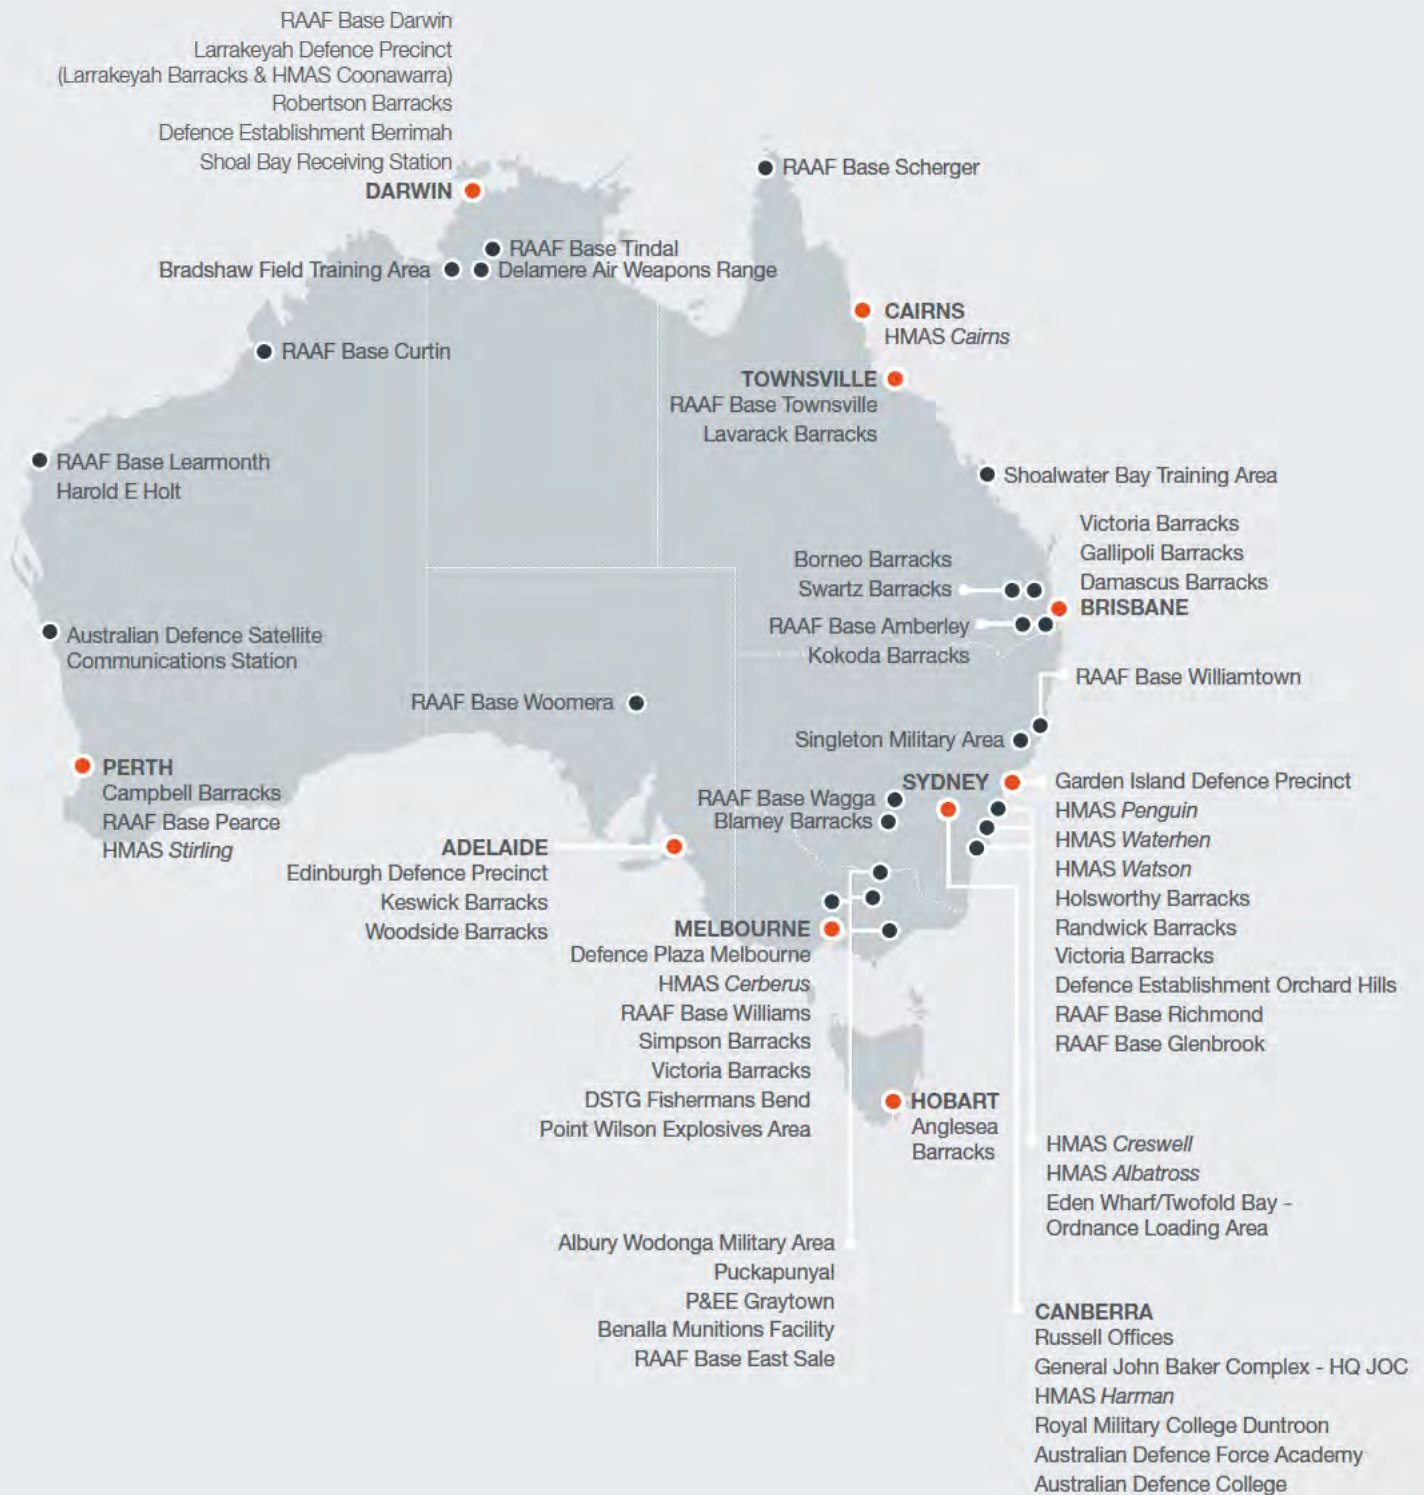 RAAF Base Darwin
Larrakeyah Defence Precinct
(Larrakeyah Barracks & HMAS Coonawarra)
Robertson Barracks
Defence Establishment Berrimah
Shoal Bay Receiving Station
DARWIN
RAAF Base Scherger
RAAF Base Tindal
Bradshaw Field Training Area
Delamere Air Weapons Range
CAIRNS
HMAS Cairns
RAAF Base Curtin
TOWNSVILLE
RAAF Base Townsville
Lavarack Barracks
RAAF Base Learmonth
Harold E Holt
Shoalwater Bay Training Area
Victoria Barracks
Gallipoli Barracks
Damascus Barracks
BRISBANE
Borneo Barracks
Swartz Barracks
RAAF Base Amberley
Kokoda Barracks
Australian Defence Satellite
Communications Station
RAAF Base Williamtown
RAAF Base Woomera
Singleton Military Area
PERTH
Campbell Barracks
RAAF Base Pearce
HMAS Stirling
SYDNEY
Garden Island Defence Precinct
HMAS Penguin
HMAS Waterhen
HMAS Watson
Holsworthy Barracks
Randwick Barracks
Victoria Barracks
Defence Establishment Orchard Hills
RAAF Base Richmond
RAAF Base Glenbrook
RAAF Base Wagga
Blamey Barracks
ADELAIDE
Edinburgh Defence Precinct
Keswick Barracks
Woodside Barracks
MELBOURNE
Defence Plaza Melbourne
HMAS Cerberus
RAAF Base Williams
Simpson Barracks
Victoria Barracks
DSTG Fishermans Bend
Point Wilson Explosives Area
HOBART
Anglesea
Barracks
HMAS Creswell
HMAS Albatross
Eden Wharf/Twofold Bay -
Ordnance Loading Area
Albury Wodonga Military Area
Puckapunyal
P&EE Graytown
Benalla Munitions Facility
RAAF Base East Sale
CANBERRA
Russell Offices
General John Baker Complex - HQ JOC
HMAS Harman
Royal Military College Duntroon
Australian Defence Force Academy
Australian Defence College